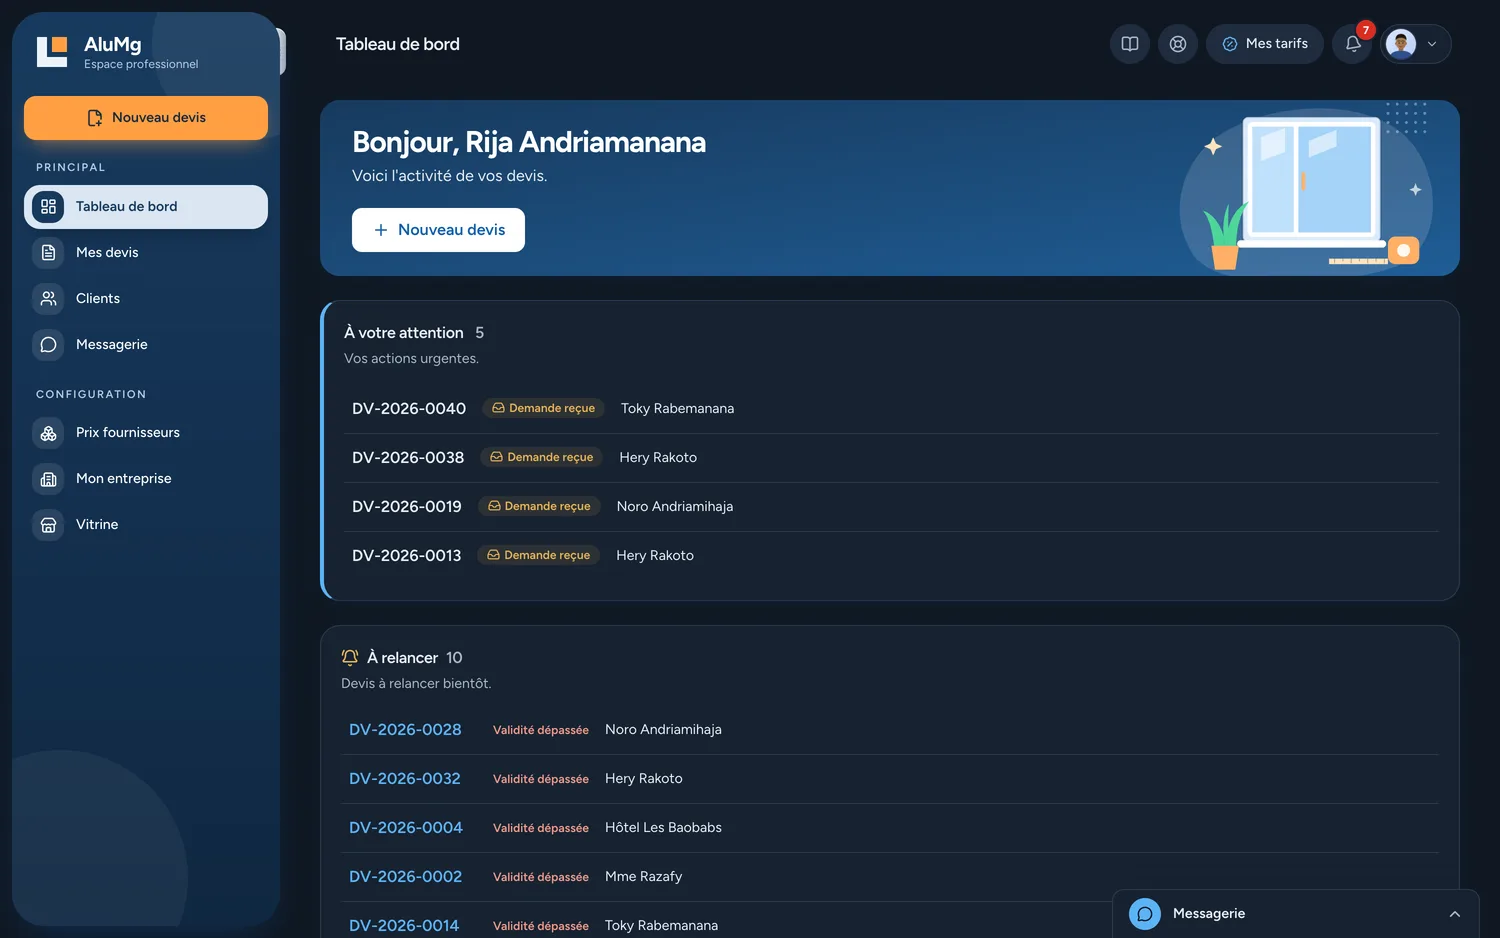 AluMg
Espace professionnel
Nouveau devis
PRINCIPAL
Tableau de bord
Mes devis
Clients
Messagerie
CONFIGURATION
Prix fournisseurs
Mon entreprise
Vitrine
Tableau de bord
Mes tarifs
7
Bonjour, Rija Andriamanana
Voici l'activité de vos devis.
Nouveau devis
À votre attention 5
Vos actions urgentes.
DV-2026-0040 Demande reçue Toky Rabemanana
DV-2026-0038 Demande reçue Hery Rakoto
DV-2026-0019 Demande reçue Noro Andriamihaja
DV-2026-0013 Demande reçue Hery Rakoto
À relancer 10
Devis à relancer bientôt.
DV-2026-0028 Validité dépassée Noro Andriamihaja
DV-2026-0032 Validité dépassée Hery Rakoto
DV-2026-0004 Validité dépassée Hôtel Les Baobabs
DV-2026-0002 Validité dépassée Mme Razafy
DV-2026-0014 Validité dépassée Toky Rabemanana
Messagerie